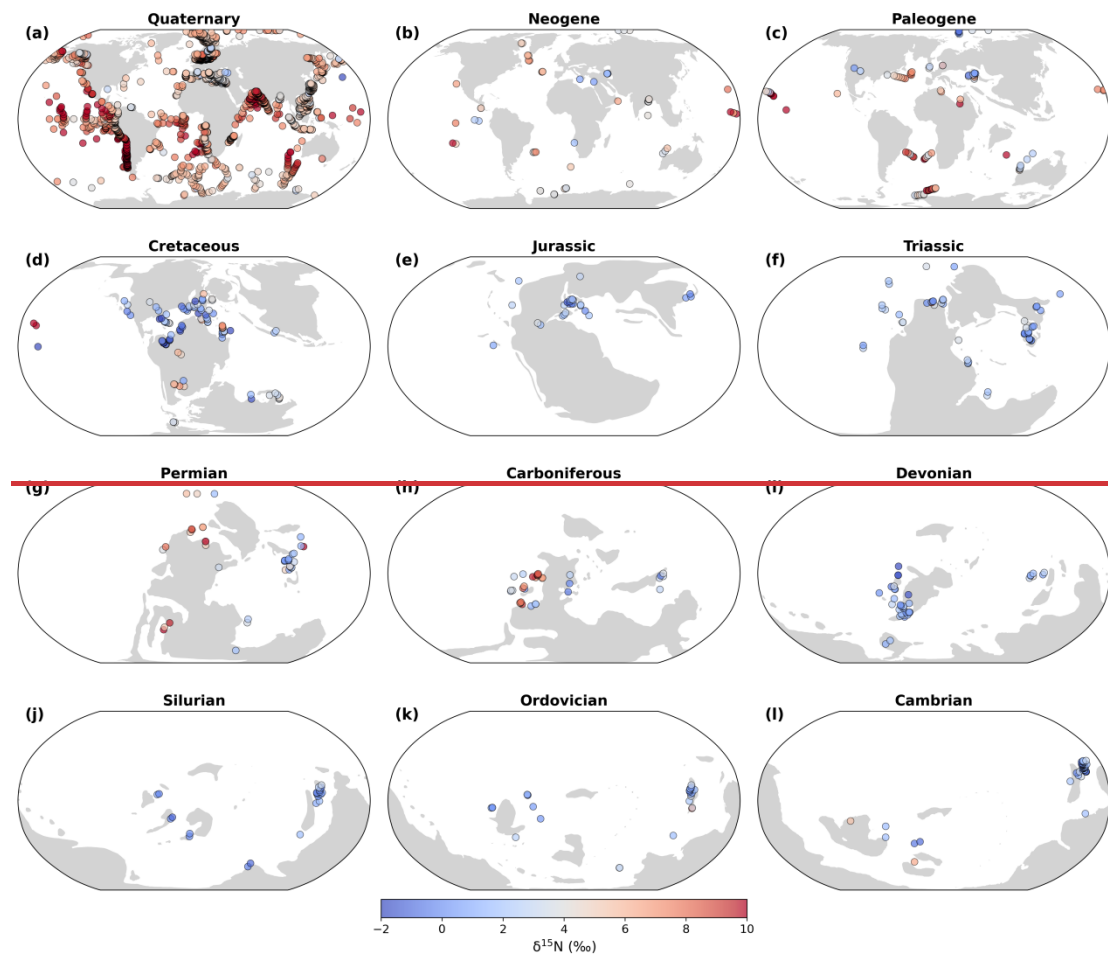 (a) Quaternary
(b) Neogene
(c) Paleogene
(d) Cretaceous
(e) Jurassic
(f) Triassic
(g) Permian
(h) Carboniferous
(i) Devonian
(j) Silurian
(k) Ordovician
(l) Cambrian
−2 0 2 4 6 8 10
δ¹⁵N (‰)